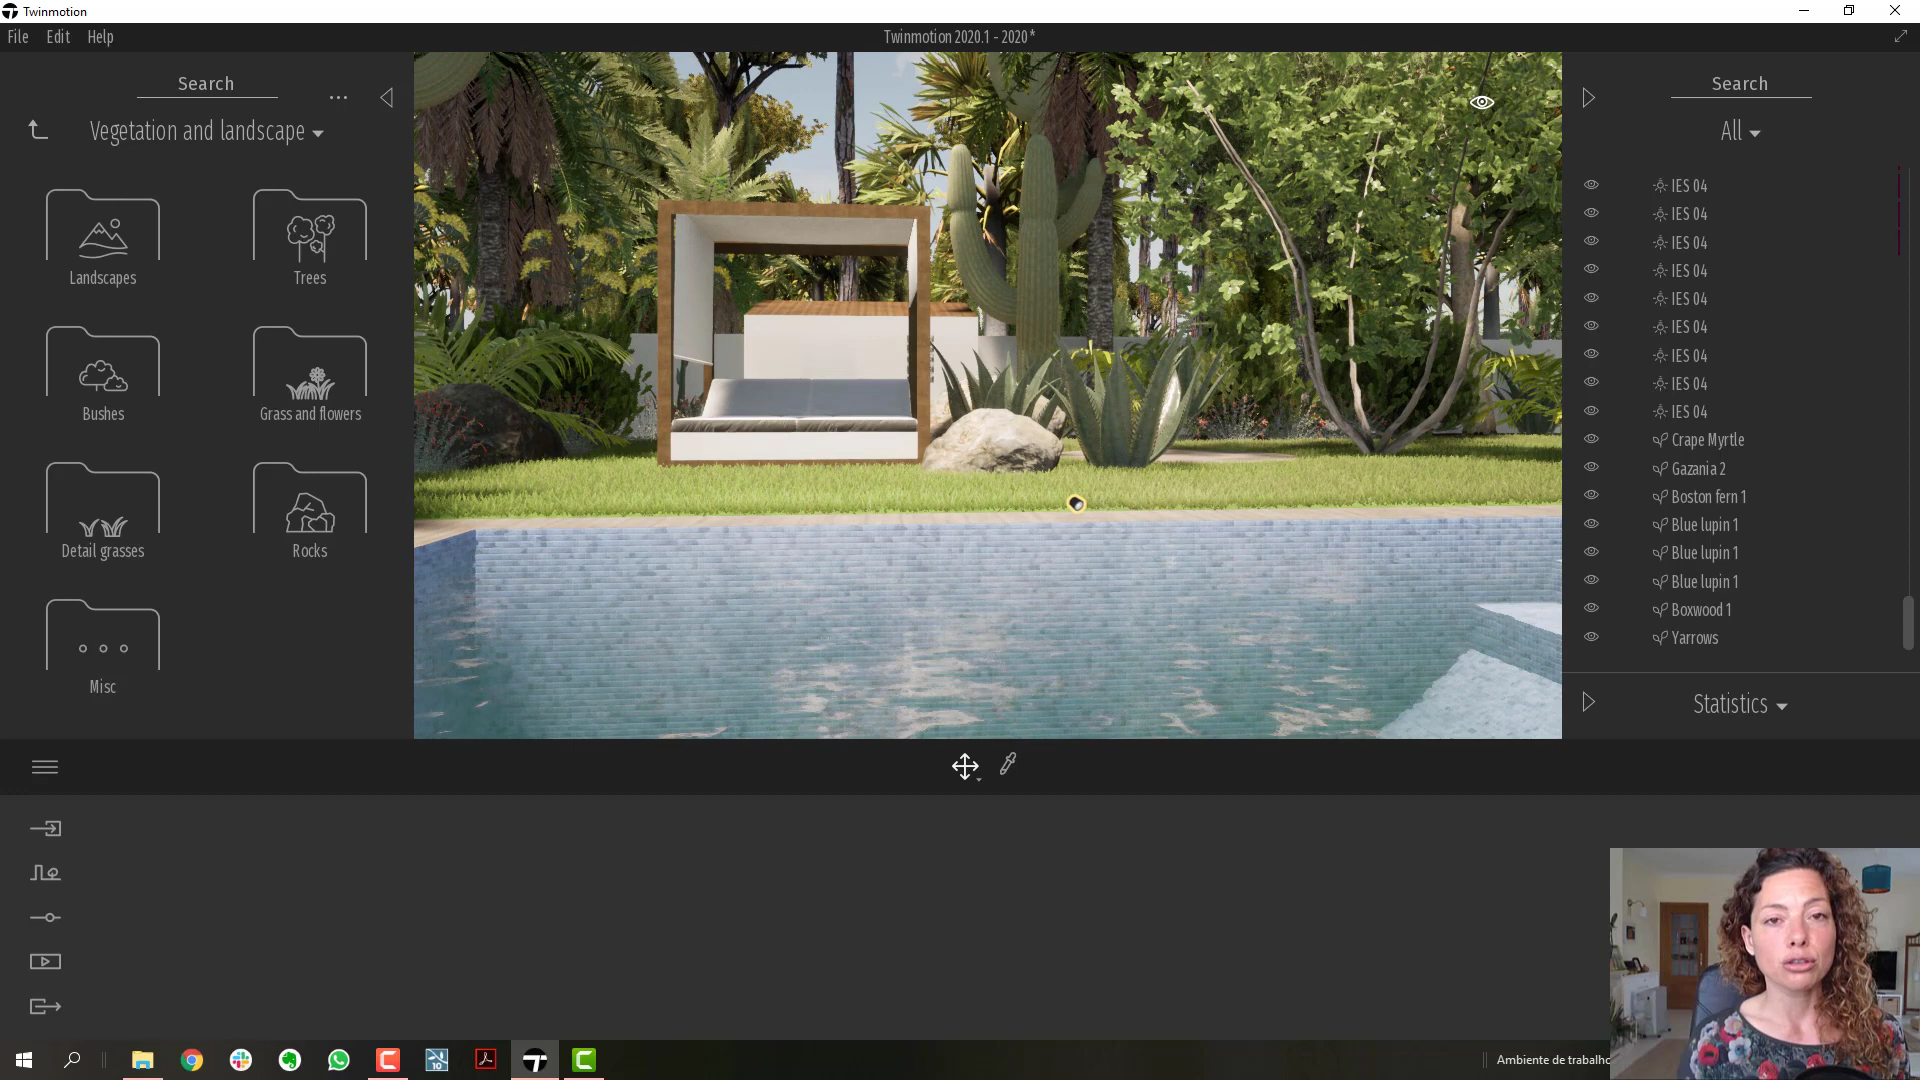 Twinmotion
File Edit Help
Twinmotion 2020.1 - 2020*
Search
...
Vegetation and landscape
Landscapes
Trees
Bushes
Grass and flowers
Detail grasses
Rocks
Misc
Search
All
IES 04
IES 04
IES 04
IES 04
IES 04
IES 04
IES 04
IES 04
IES 04
Crape Myrtle
Gazania 2
Boston fern 1
Blue lupin 1
Blue lupin 1
Blue lupin 1
Boxwood 1
Yarrows
Statistics
10
Ambiente de trabalho